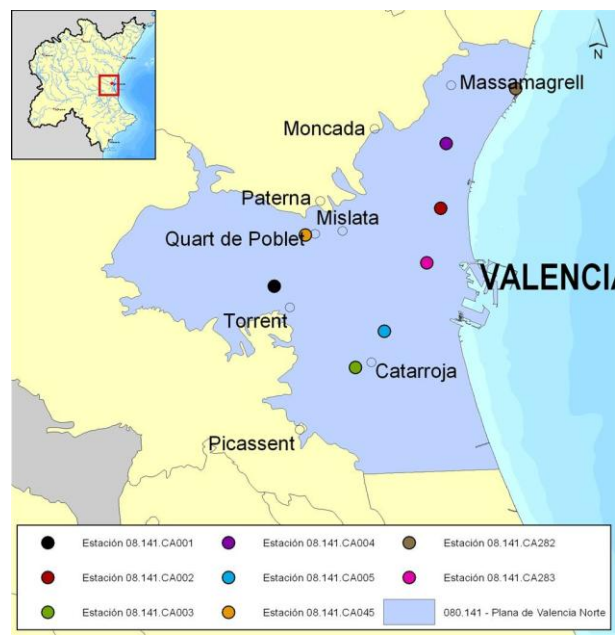 N
Massamagrell
Moncada
Paterna
Mislata
Quart de Poblet
VALENCIA
Torrent
Catarroja
Picassent
Estación 08.141.CA001
Estación 08.141.CA004
Estación 08.141.CA282
Estación 08.141.CA002
Estación 08.141.CA005
Estación 08.141.CA283
Estación 08.141.CA003
Estación 08.141.CA045
080.141 - Plana de Valencia Norte